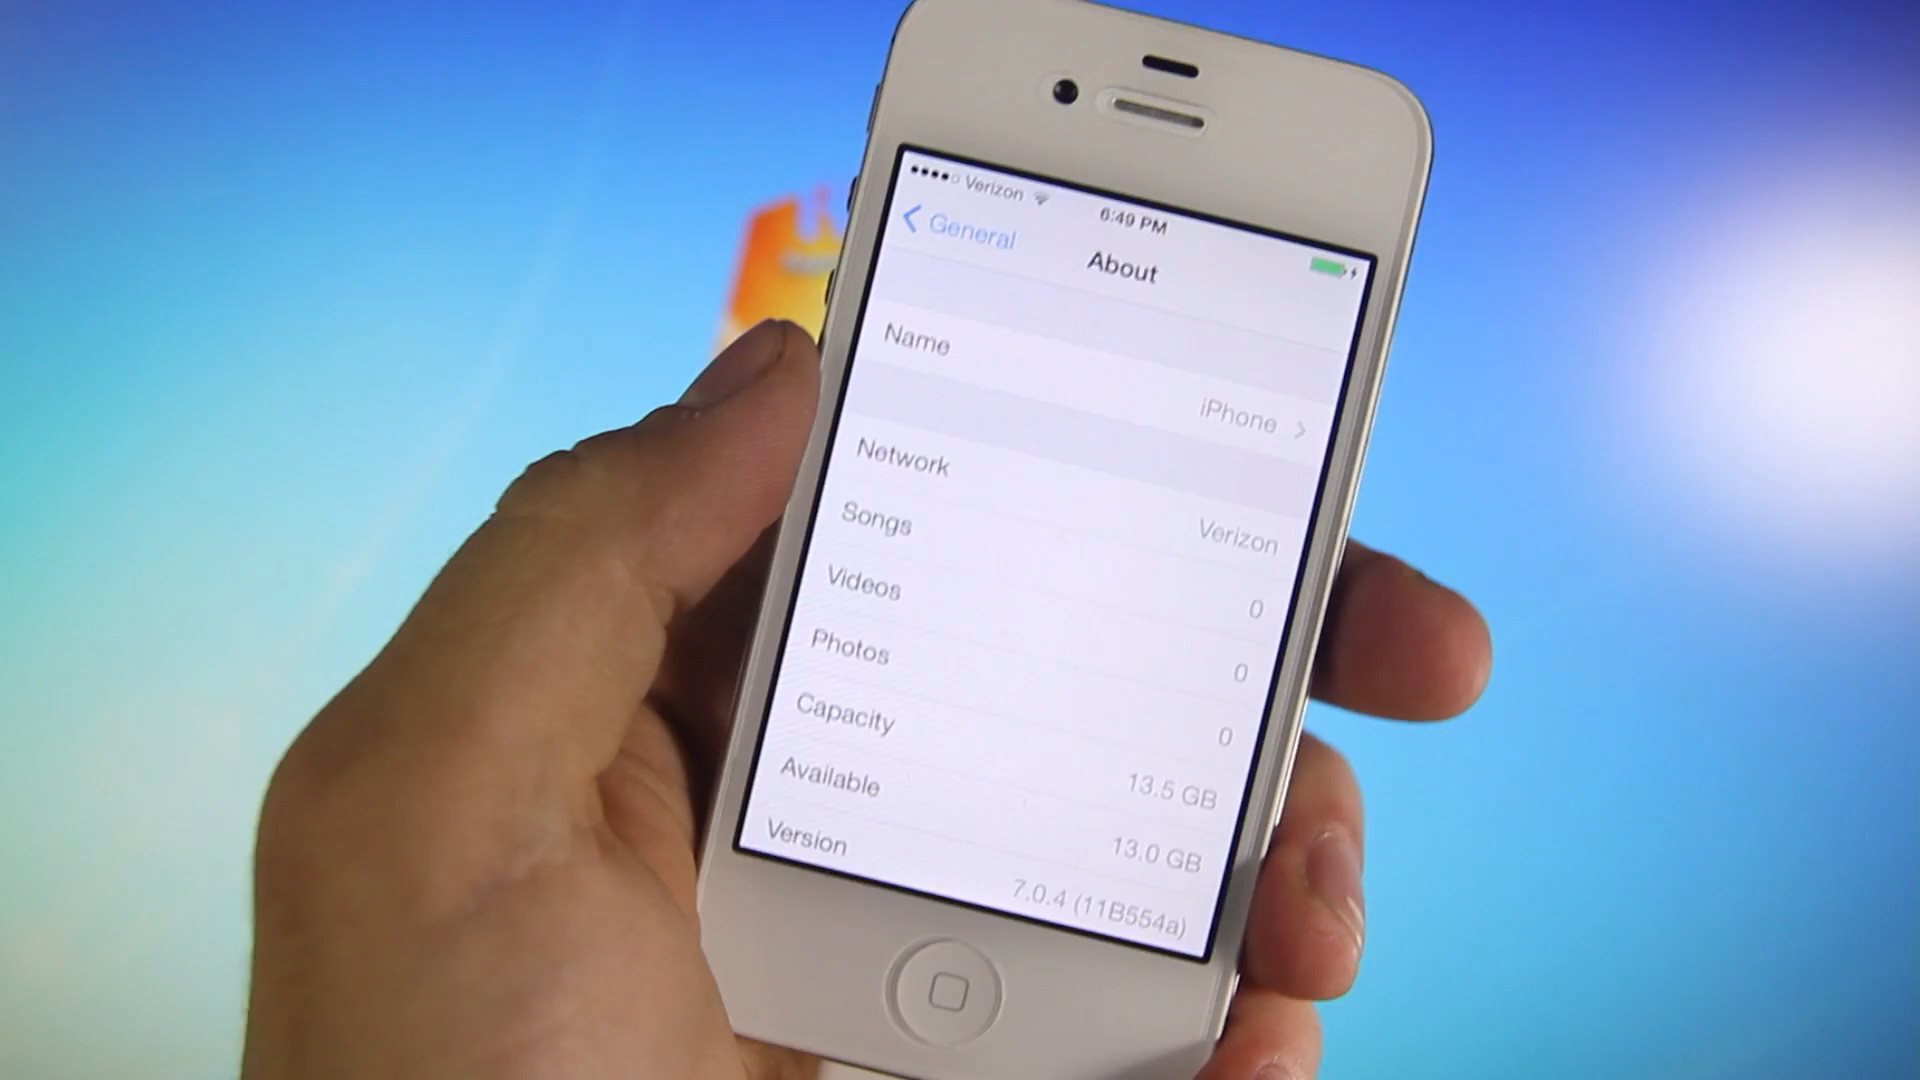 Verizon
6:49 PM
General
About
Name
iPhone
Network
Verizon
Songs
0
Videos
0
Photos
0
Capacity
13.5 GB
Available
13.0 GB
Version
7.0.4 (11B554a)